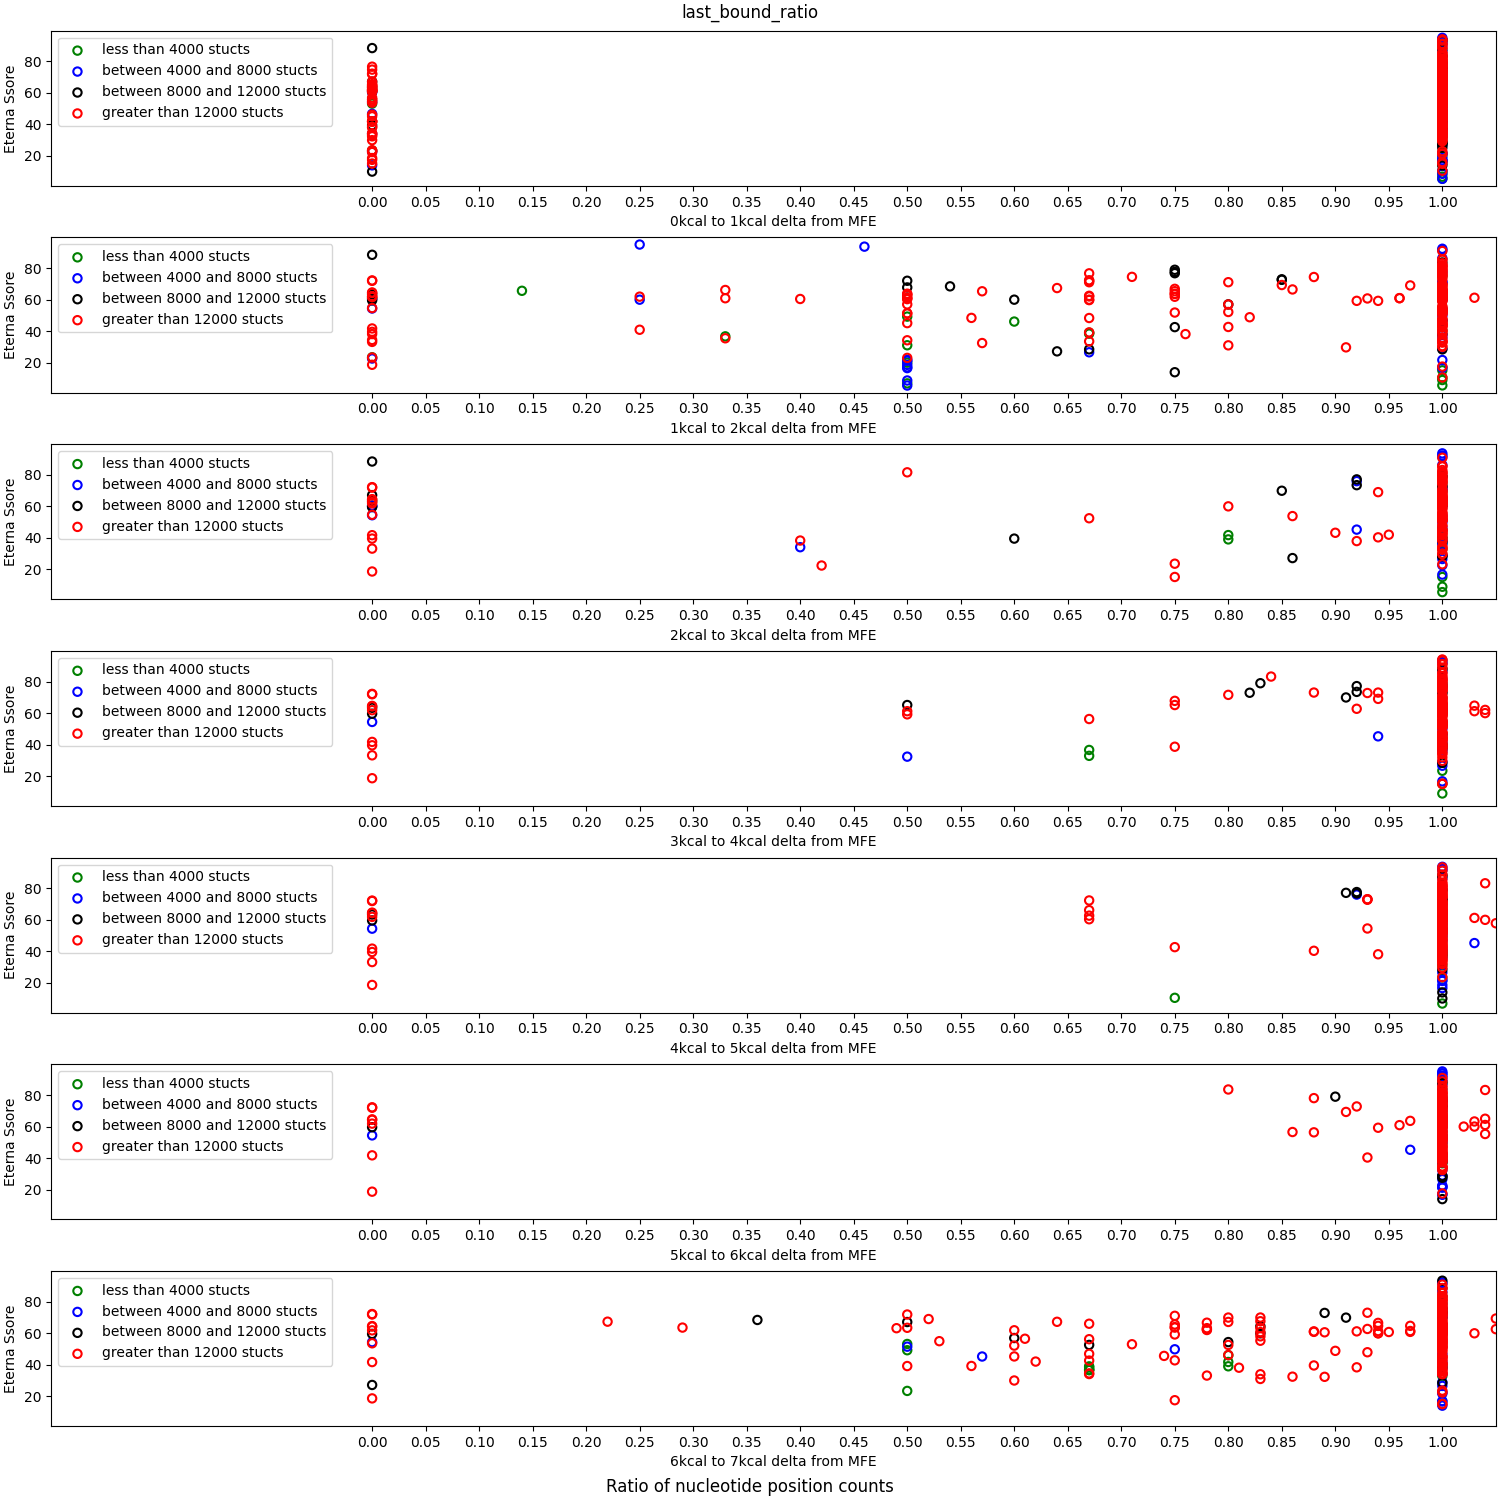 last_bound_ratio
less than 4000 stucts
between 4000 and 8000 stucts
between 8000 and 12000 stucts
greater than 12000 stucts
Eterna Ssore
80
60
40
20
0.00 0.05 0.10 0.15 0.20 0.25 0.30 0.35 0.40 0.45 0.50 0.55 0.60 0.65 0.70 0.75 0.80 0.85 0.90 0.95 1.00
0kcal to 1kcal delta from MFE
less than 4000 stucts
between 4000 and 8000 stucts
between 8000 and 12000 stucts
greater than 12000 stucts
Eterna Ssore
80
60
40
20
0.00 0.05 0.10 0.15 0.20 0.25 0.30 0.35 0.40 0.45 0.50 0.55 0.60 0.65 0.70 0.75 0.80 0.85 0.90 0.95 1.00
1kcal to 2kcal delta from MFE
less than 4000 stucts
between 4000 and 8000 stucts
between 8000 and 12000 stucts
greater than 12000 stucts
Eterna Ssore
80
60
40
20
0.00 0.05 0.10 0.15 0.20 0.25 0.30 0.35 0.40 0.45 0.50 0.55 0.60 0.65 0.70 0.75 0.80 0.85 0.90 0.95 1.00
2kcal to 3kcal delta from MFE
less than 4000 stucts
between 4000 and 8000 stucts
between 8000 and 12000 stucts
greater than 12000 stucts
Eterna Ssore
80
60
40
20
0.00 0.05 0.10 0.15 0.20 0.25 0.30 0.35 0.40 0.45 0.50 0.55 0.60 0.65 0.70 0.75 0.80 0.85 0.90 0.95 1.00
3kcal to 4kcal delta from MFE
less than 4000 stucts
between 4000 and 8000 stucts
between 8000 and 12000 stucts
greater than 12000 stucts
Eterna Ssore
80
60
40
20
0.00 0.05 0.10 0.15 0.20 0.25 0.30 0.35 0.40 0.45 0.50 0.55 0.60 0.65 0.70 0.75 0.80 0.85 0.90 0.95 1.00
4kcal to 5kcal delta from MFE
less than 4000 stucts
between 4000 and 8000 stucts
between 8000 and 12000 stucts
greater than 12000 stucts
Eterna Ssore
80
60
40
20
0.00 0.05 0.10 0.15 0.20 0.25 0.30 0.35 0.40 0.45 0.50 0.55 0.60 0.65 0.70 0.75 0.80 0.85 0.90 0.95 1.00
5kcal to 6kcal delta from MFE
less than 4000 stucts
between 4000 and 8000 stucts
between 8000 and 12000 stucts
greater than 12000 stucts
Eterna Ssore
80
60
40
20
0.00 0.05 0.10 0.15 0.20 0.25 0.30 0.35 0.40 0.45 0.50 0.55 0.60 0.65 0.70 0.75 0.80 0.85 0.90 0.95 1.00
6kcal to 7kcal delta from MFE
Ratio of nucleotide position counts